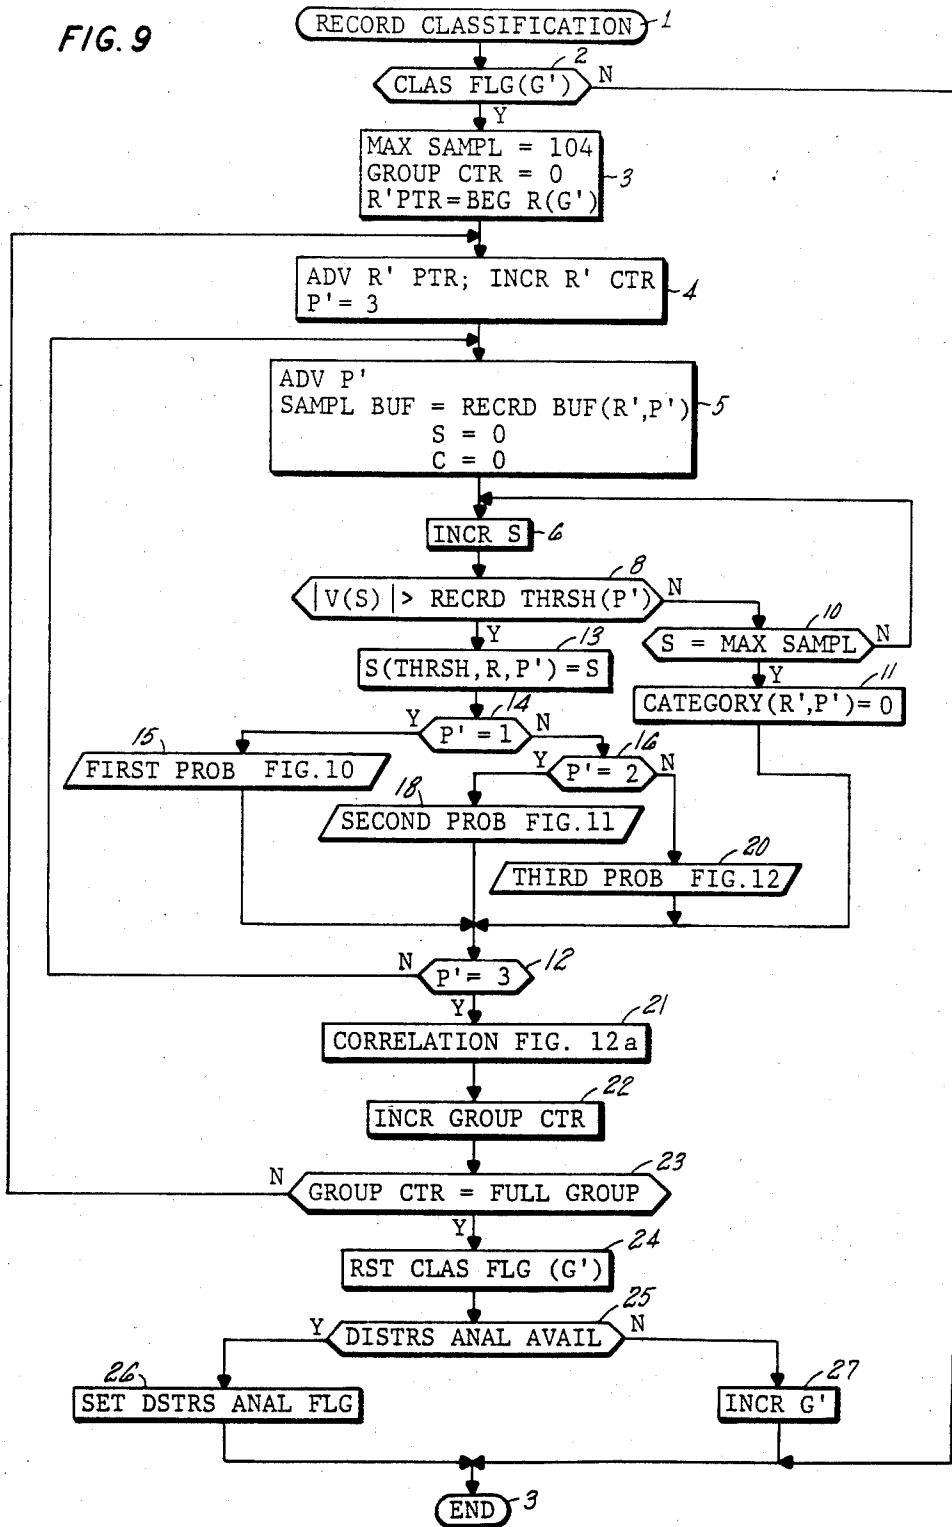 FIG. 9
RECORD CLASSIFICATION
1
2
CLAS FLG(G')
N
Y
MAX SAMPL = 104
GROUP CTR = 0
R'PTR=BEG R(G')
3
ADV R' PTR; INCR R' CTR
P'= 3
4
ADV P'
SAMPL BUF = RECRD BUF(R',P')
S = 0
C = 0
5
INCR S
6
8
|V(S)|> RECRD THRSH(P')
N
Y
10
S = MAX SAMPL
N
Y
11
CATEGORY(R',P')= 0
13
S(THRSH,R,P')=S
14
Y
P'= 1
N
15
FIRST PROB FIG.10
16
Y
P'= 2
N
18
SECOND PROB FIG.11
20
THIRD PROB FIG.12
N
P'= 3
12
Y
21
CORRELATION FIG. 12a
22
INCR GROUP CTR
N
23
GROUP CTR = FULL GROUP
Y
24
RST CLAS FLG (G')
25
Y
DISTRS ANAL AVAIL
N
26
SET DSTRS ANAL FLG
27
INCR G'
END
3